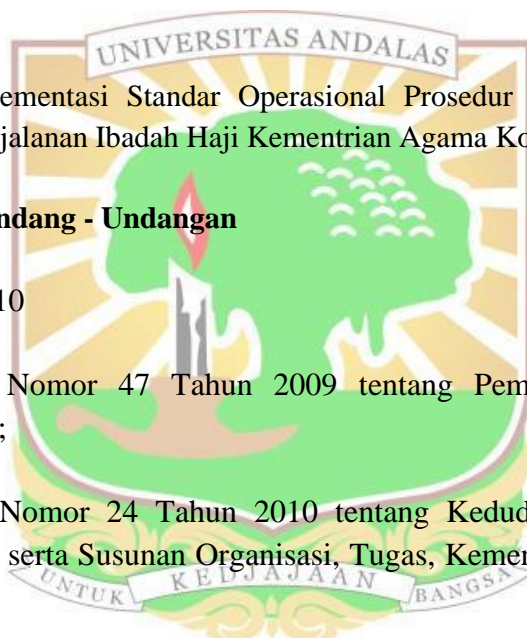 UNIVERSITAS ANDALAS
ementasi Standar Operasional Prosedur
jalanan Ibadah Haji Kementrian Agama Ko
ndang - Undangan
10
Nomor 47 Tahun 2009 tentang Pem
;
Nomor 24 Tahun 2010 tentang Kedud
serta Susunan Organisasi, Tugas, Kemen
UNTUK KEDJAJAAN BANGSA